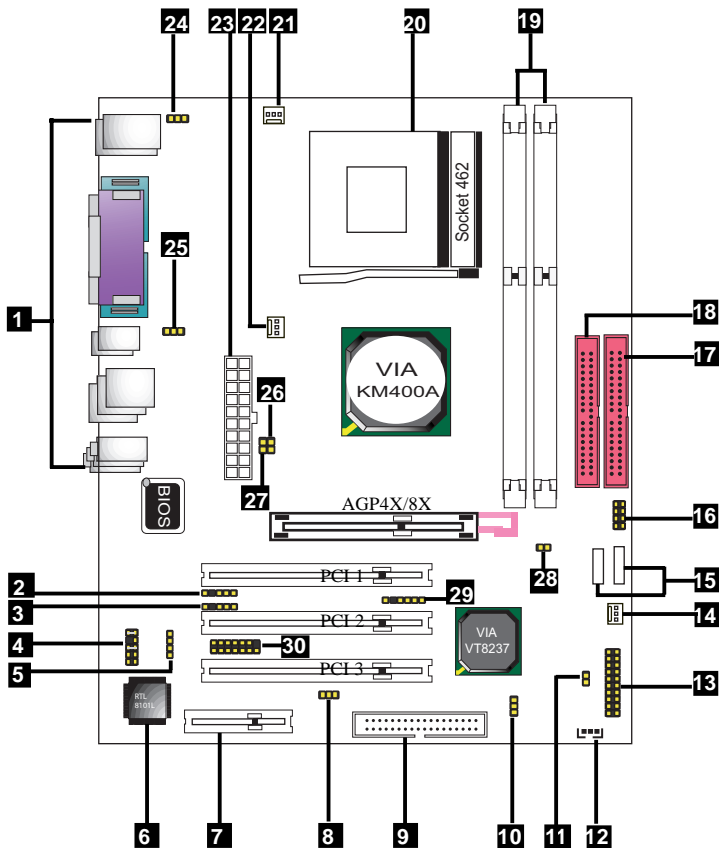 24
23
22
21
20
19
Socket 462
25
1
18
17
VIA
KM400A
26
27
BIOS
AGP4X/8X
16
28
15
PCI 1
2
29
3
PCI 2
14
30
4
VIA
VT8237
5
PCI 3
13
RTL
8101L
6
7
8
9
10
11
12